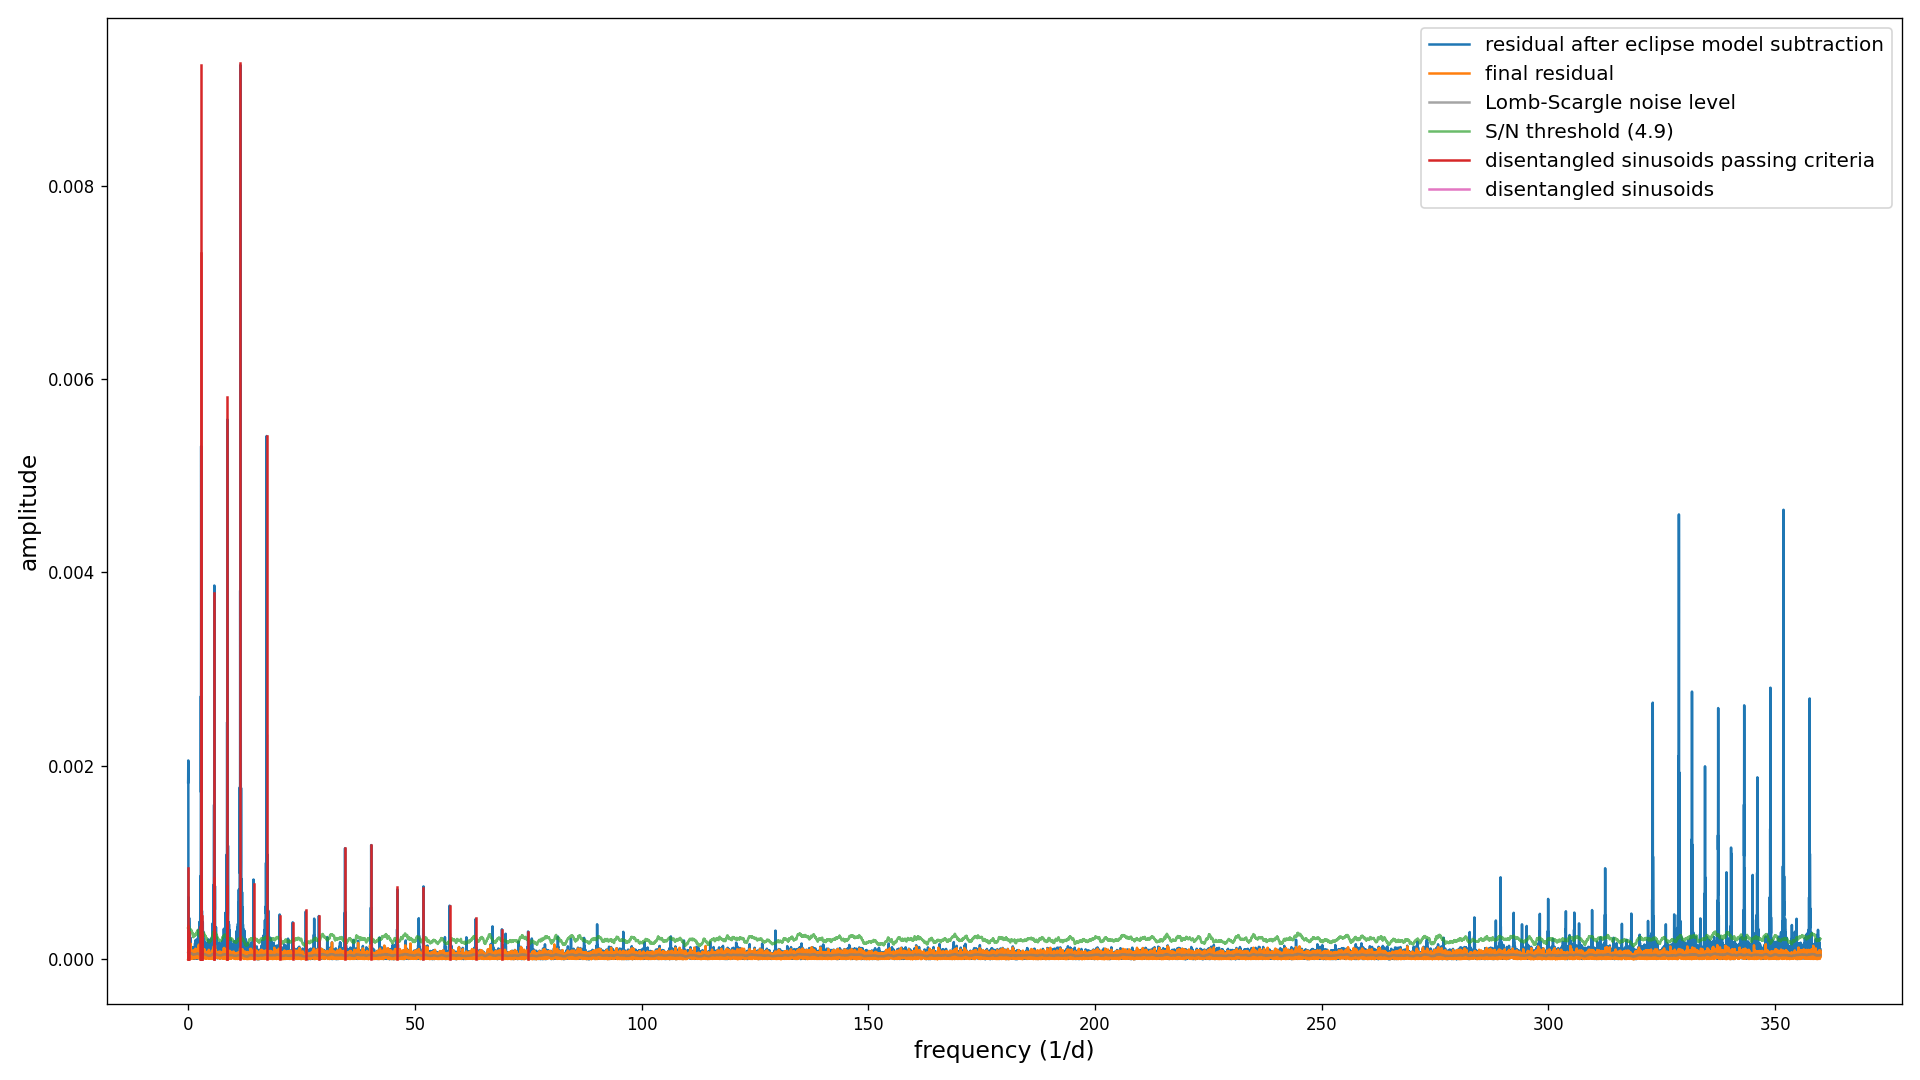 residual after eclipse model subtraction
final residual
Lomb-Scargle noise level
S/N threshold (4.9)
disentangled sinusoids passing criteria
disentangled sinusoids
0.008
0.006
0.004
0.002
0.000
amplitude
0 50 100 150 200 250 300 350
frequency (1/d)